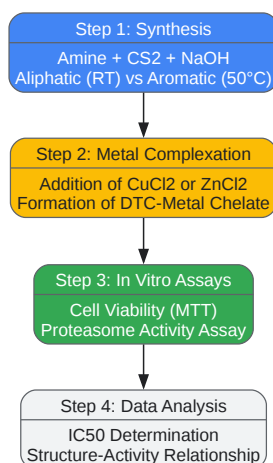 Step 1: Synthesis
Amine + CS2 + NaOH
Aliphatic (RT) vs Aromatic (50°C)
Step 2: Metal Complexation
Addition of CuCl2 or ZnCl2
Formation of DTC-Metal Chelate
Step 3: In Vitro Assays
Cell Viability (MTT)
Proteasome Activity Assay
Step 4: Data Analysis
IC50 Determination
Structure-Activity Relationship